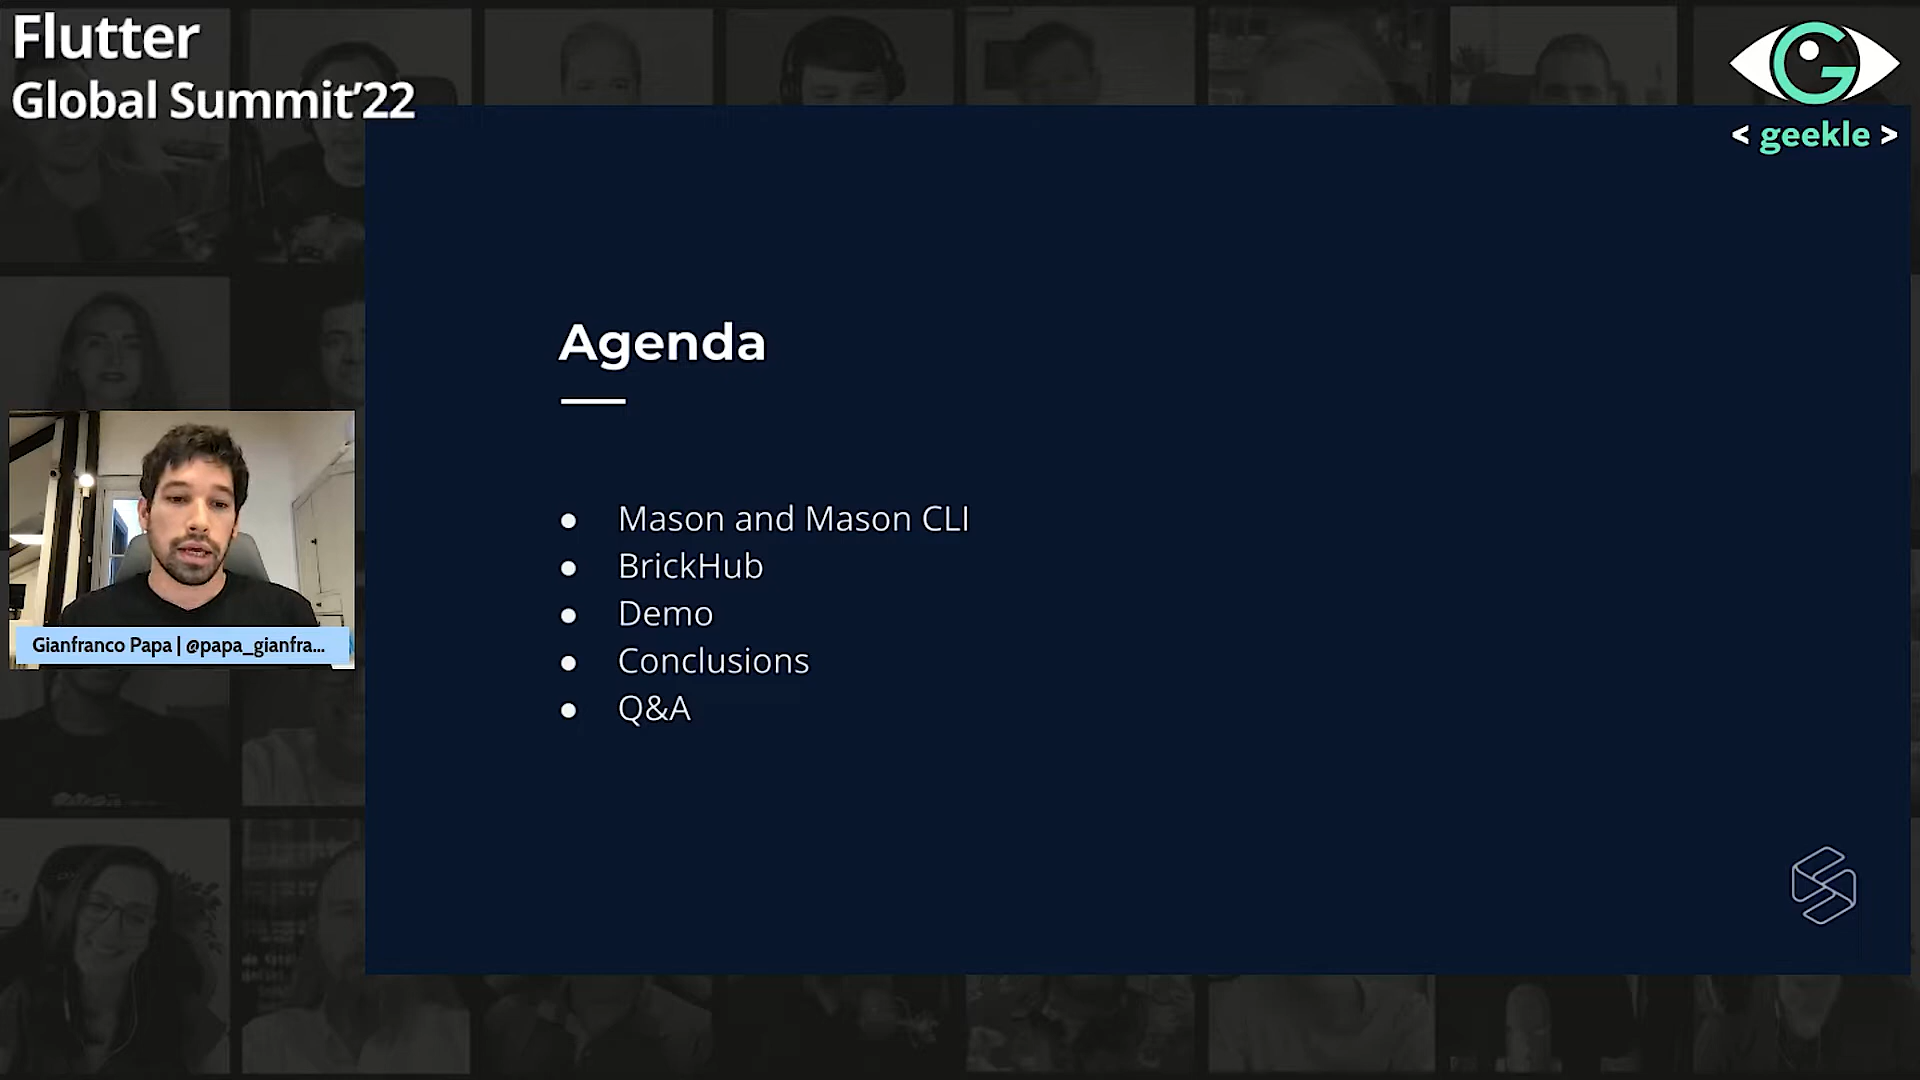 Flutter
Global Summit'22
< geekle >
Agenda
● Mason and Mason CLI
● BrickHub
● Demo
● Conclusions
● Q&A
Gianfranco Papa | @papa_gianfra...